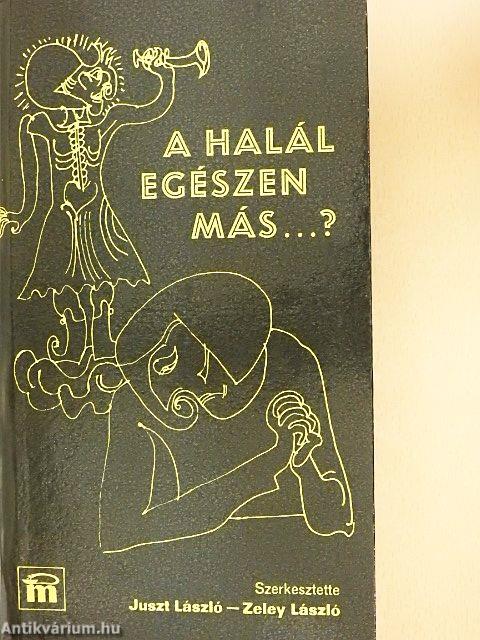 A HALÁL
EGÉSZEN
MÁS...?
Szerkesztette
Juszt László — Zeley László
m
Antikvárium.hu